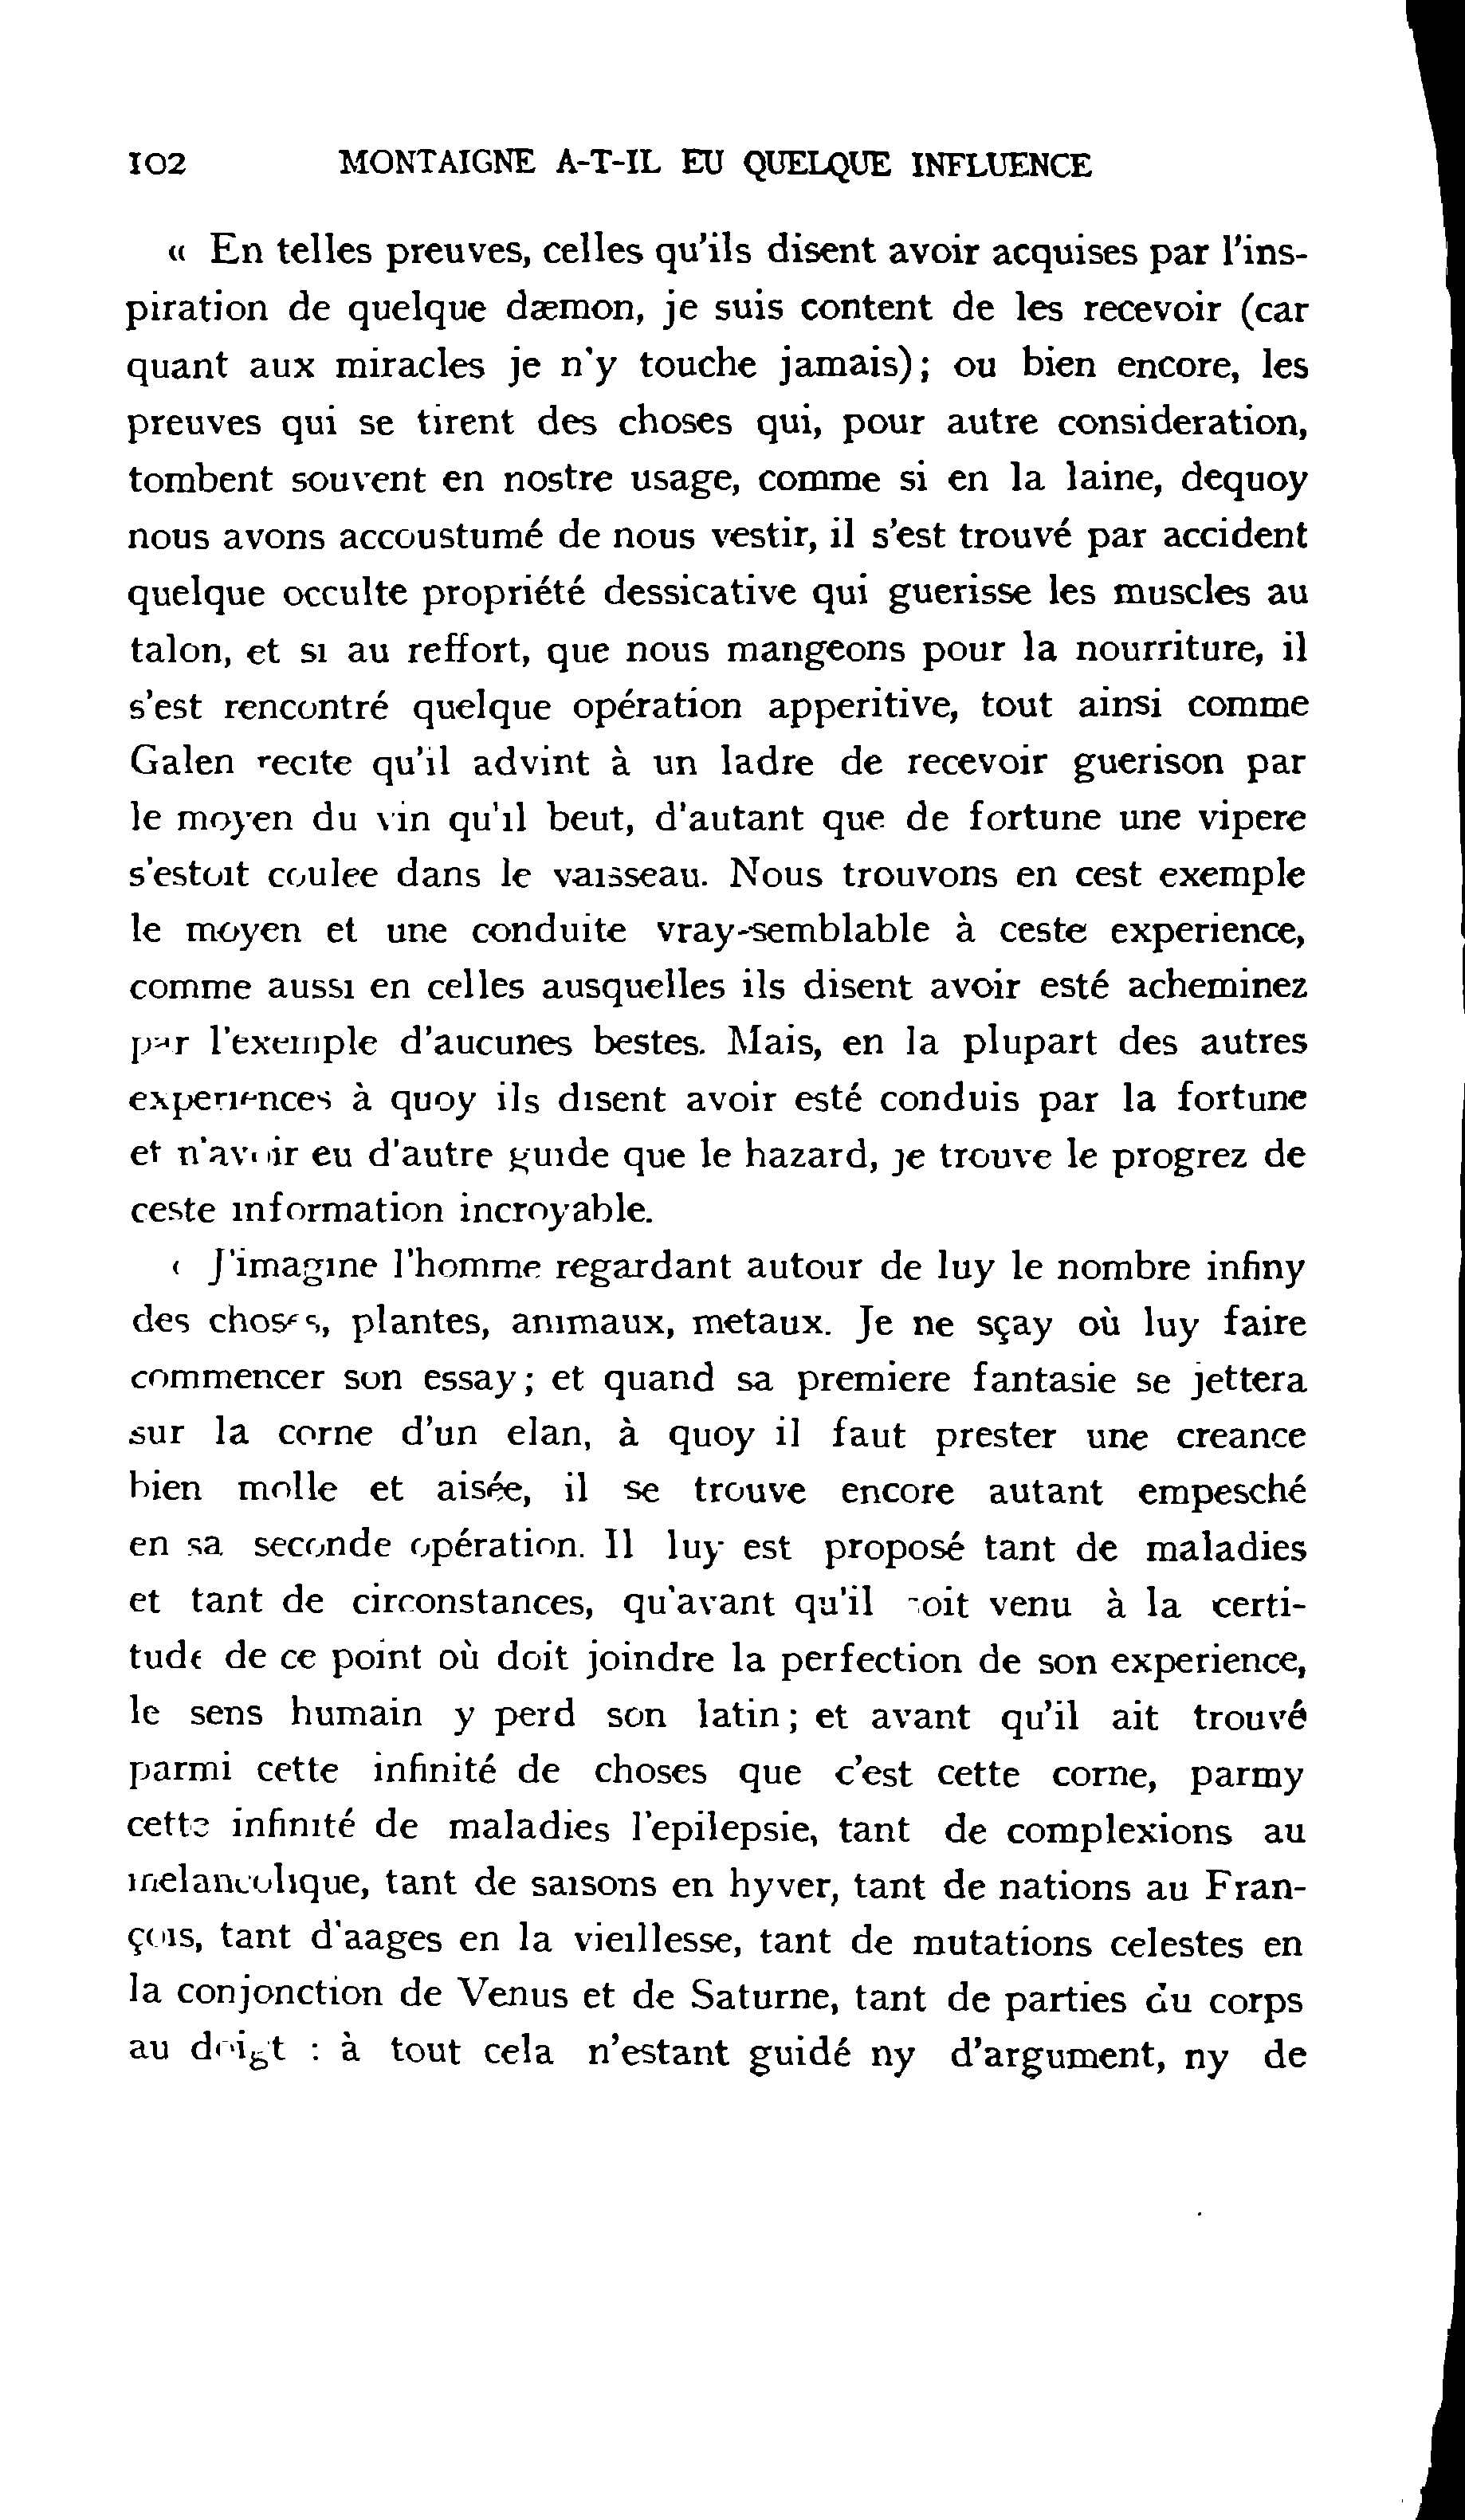 102 MONTAIGNE A-T-IL EU QUELQUE INFLUENCE
« En telles preuves, celles qu'ils disent avoir acquises par l'ins-
piration de quelque dæmon, je suis content de les recevoir (car
quant aux miracles je n'y touche jamais); ou bien encore, les
preuves qui se tirent des choses qui, pour autre consideration,
tombent souvent en nostre usage, comme si en la laine, dequoy
nous avons accoustumé de nous vestir, il s'est trouvé par accident
quelque occulte propriété dessicative qui guerisse les muscles au
talon, et si au reffort, que nous mangeons pour la nourriture, il
s'est rencontré quelque opération apperitive, tout ainsi comme
Galen recite qu'il advint à un ladre de recevoir guerison par
le moyen du vin qu'il beut, d'autant que de fortune une vipere
s'estoit coulee dans le vaisseau. Nous trouvons en cest exemple
le moyen et une conduite vray-semblable à ceste experience,
comme aussi en celles ausquelles ils disent avoir esté acheminez
par l'exemple d'aucunes bestes. Mais, en la plupart des autres
experiences à quoy ils disent avoir esté conduis par la fortune
et n'avoir eu d'autre guide que le hazard, je trouve le progrez de
ceste information incroyable.
« J'imagine l'homme regardant autour de luy le nombre infiny
des choses, plantes, animaux, metaux. Je ne sçay où luy faire
commencer son essay; et quand sa premiere fantasie se jettera
sur la corne d'un elan, à quoy il faut prester une creance
bien molle et aisée, il se trouve encore autant empesché
en sa seconde opération. Il luy est proposé tant de maladies
et tant de circonstances, qu'avant qu'il soit venu à la certi-
tude de ce point où doit joindre la perfection de son experience,
le sens humain y perd son latin; et avant qu'il ait trouvé
parmi cette infinité de choses que c'est cette corne, parmy
cette infinité de maladies l'epilepsie, tant de complexions au
melancolique, tant de saisons en hyver, tant de nations au Fran-
çois, tant d'aages en la vieillesse, tant de mutations celestes en
la conjonction de Venus et de Saturne, tant de parties du corps
au doigt : à tout cela n'estant guidé ny d'argument, ny de